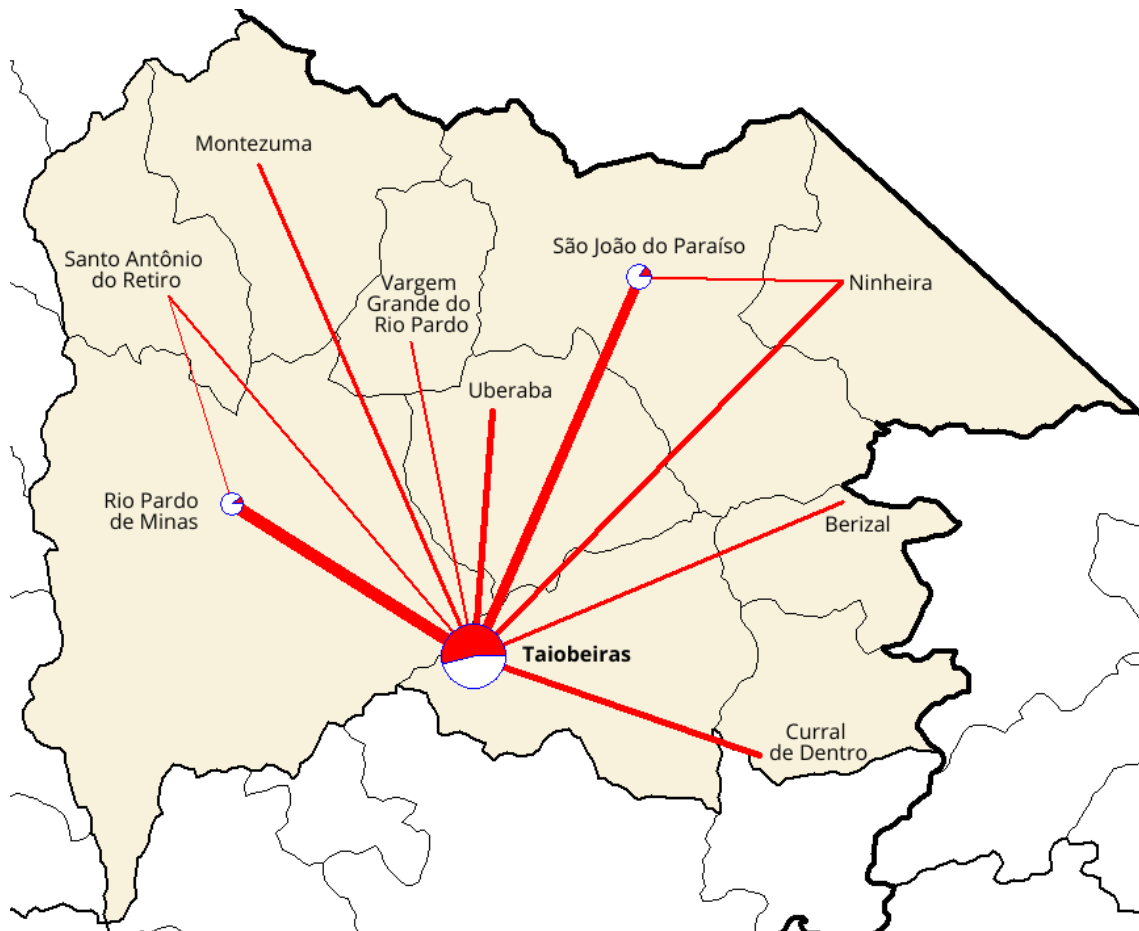 Montezuma
Santo Antônio
do Retiro
São João do Paraíso
Vargem
Grande do
Rio Pardo
Ninheira
Uberaba
Rio Pardo
de Minas
Berizal
Taiobeiras
Curral
de Dentro